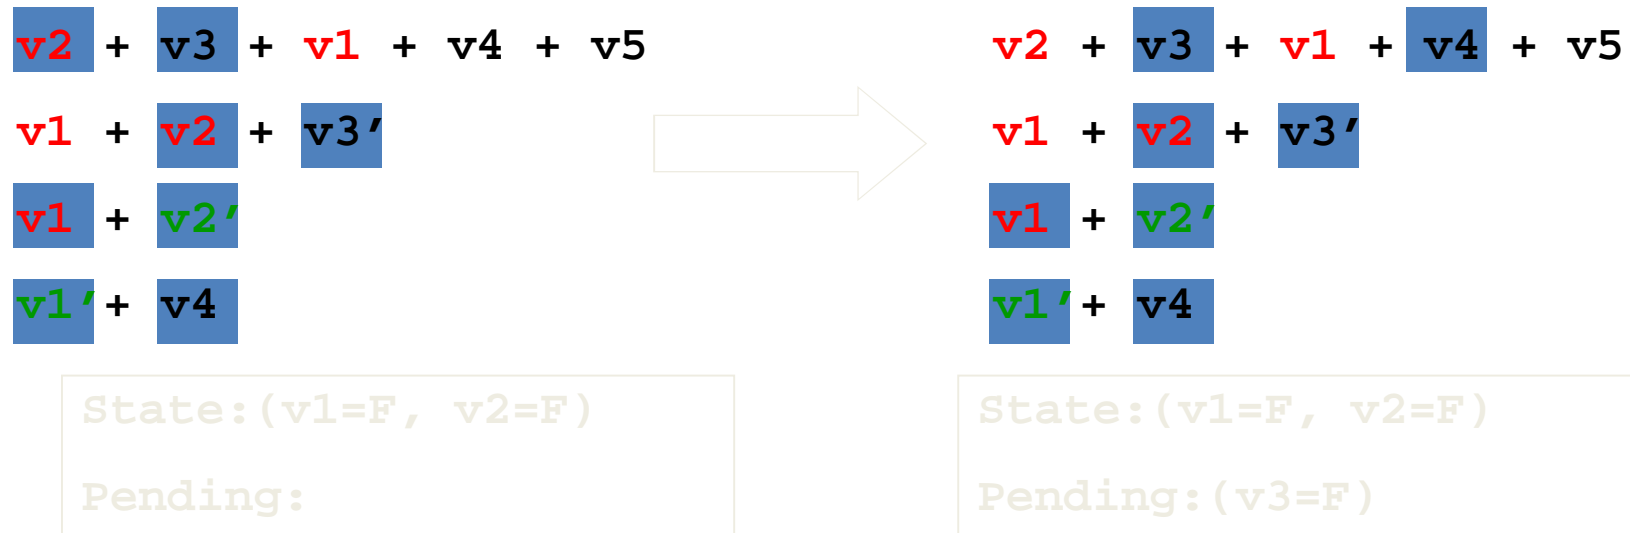 v2 + v3 + v1 + v4 + v5
v1 + v2 + v3’
v1 + v2’
v1’ + v4
State:(v1=F, v2=F)
Pending:
v2 + v3 + v1 + v4 + v5
v1 + v2 + v3’
v1 + v2’
v1’ + v4
State:(v1=F, v2=F)
Pending:(v3=F)